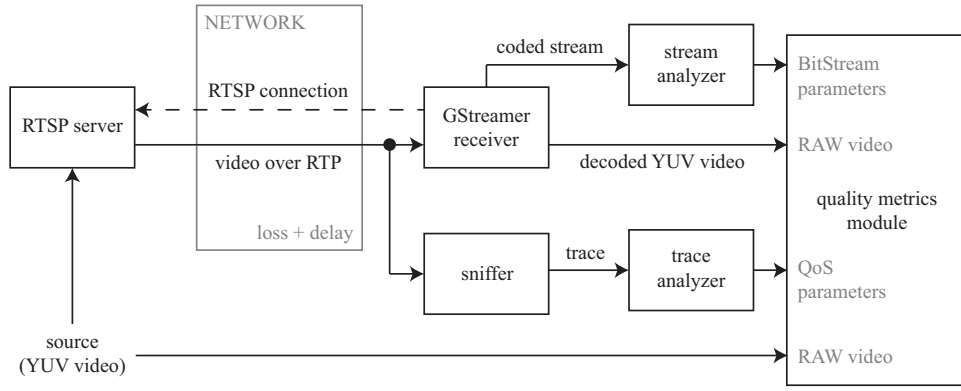 NETWORK
coded stream
stream
analyzer
BitStream
parameters
RTSP connection
RTSP server
GStreamer
receiver
RAW video
video over RTP
decoded YUV video
quality metrics
module
loss + delay
sniffer
trace
trace
analyzer
QoS
parameters
source
(YUV video)
RAW video